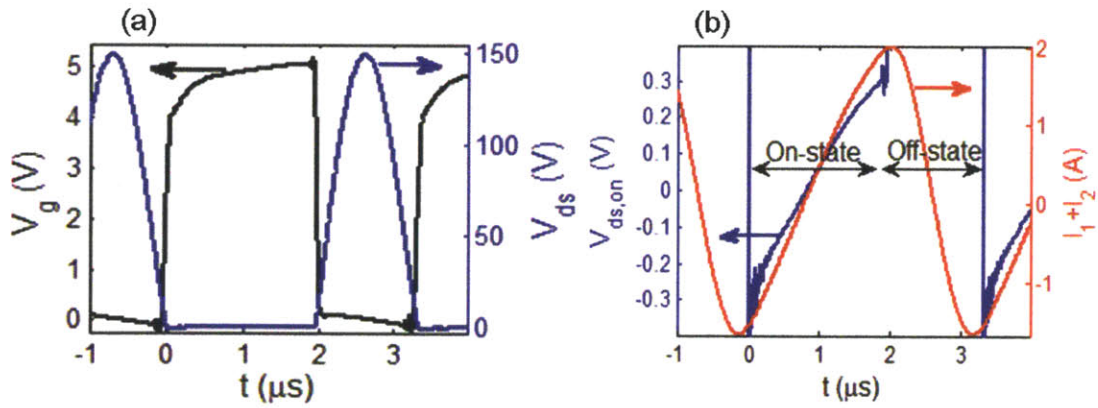 (a)
V_g (V)
5
4
3
2
1
0
150
100
50
0
V_ds (V)
-1 0 1 2 3
t (µs)
(b)
V_ds,on (V)
0.3
0.2
0.1
0
-0.1
-0.2
-0.3
On-state Off-state
2
1
0
-1
I_1+I_2 (A)
-1 0 1 2 3
t (µs)